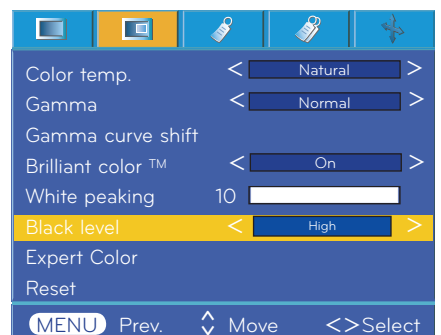 Color temp. < Natural >
Gamma < Normal >
Gamma curve shift
Brilliant color ™ < On >
White peaking 10
Black level < High >
Expert Color
Reset
MENU Prev. Move <>Select